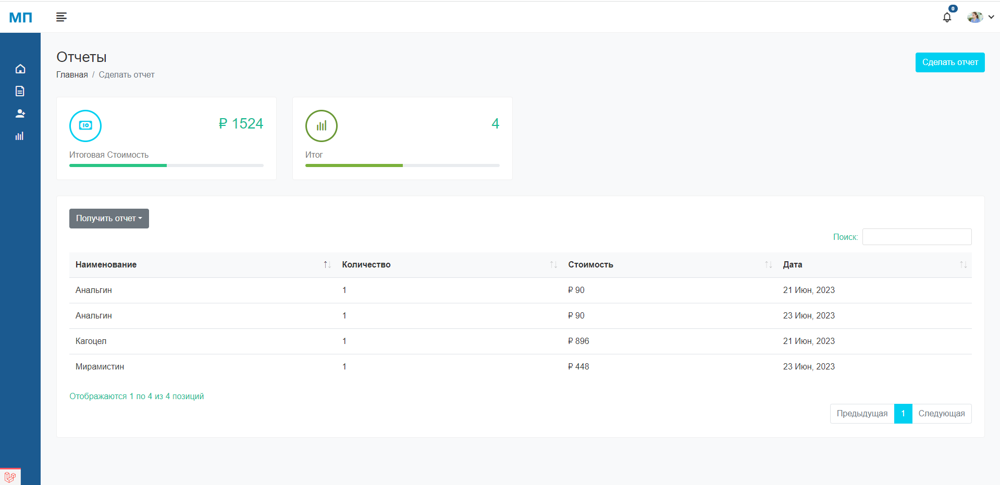 МП
0
Отчеты
Главная / Сделать отчет
Сделать отчет
10
₽ 1524
Итоговая Стоимость
4
Итог
Получить отчет
Поиск:
Наименование Количество Стоимость Дата
Анальгин 1 ₽ 90 21 Июн, 2023
Анальгин 1 ₽ 90 23 Июн, 2023
Кагоцел 1 ₽ 896 21 Июн, 2023
Мирамистин 1 ₽ 448 23 Июн, 2023
Отображаются 1 по 4 из 4 позиций
Предыдущая 1 Следующая